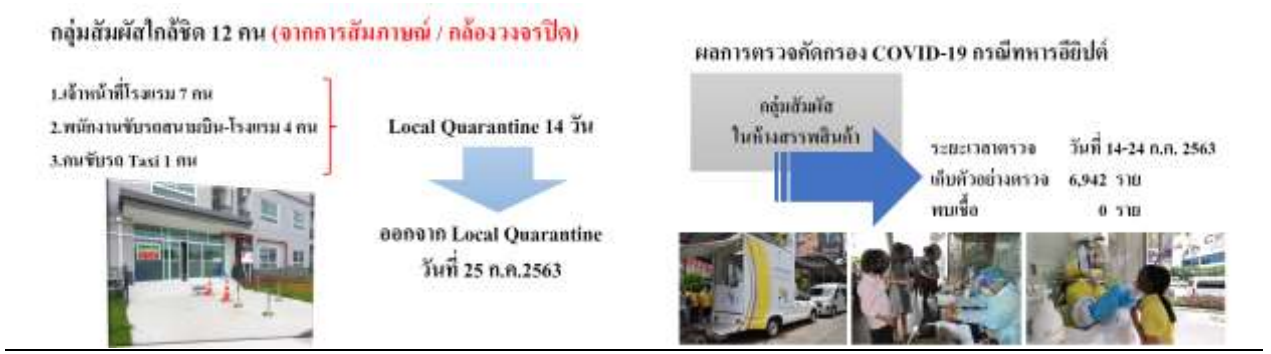 กลุ่มสัมผัสใกล้ชิด 12 คน (จากการสัมภาษณ์ / กล้องวงจรปิด)
1.เจ้าหน้าที่โรงแรม 7 คน
2.พนักงานขับรถสนามบิน-โรงแรม 4 คน
3.คนขับรถ Taxi 1 คน
Local Quarantine 14 วัน
ออกจาก Local Quarantine
วันที่ 25 ก.ค.2563
ผลการตรวจคัดกรอง COVID-19 กรณีทหารอียิปต์
กลุ่มสัมผัส
ในห้างสรรพสินค้า
ระยะเวลาตรวจ วันที่ 14-24 ก.ค. 2563
เก็บตัวอย่างตรวจ 6,942 ราย
พบเชื้อ 0 ราย